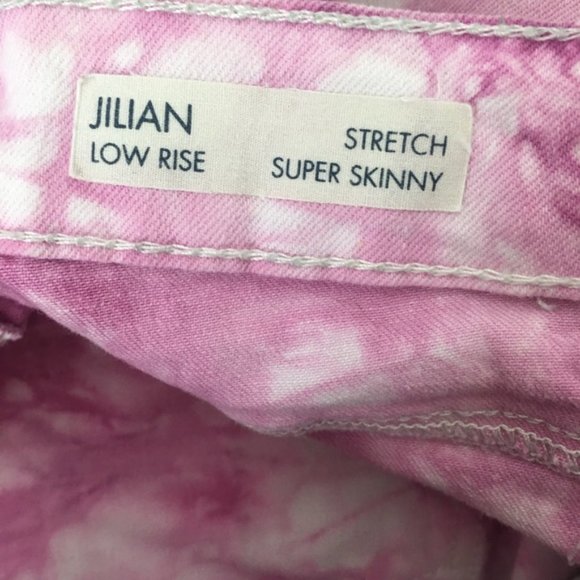 JILIAN
LOW RISE
STRETCH
SUPER SKINNY